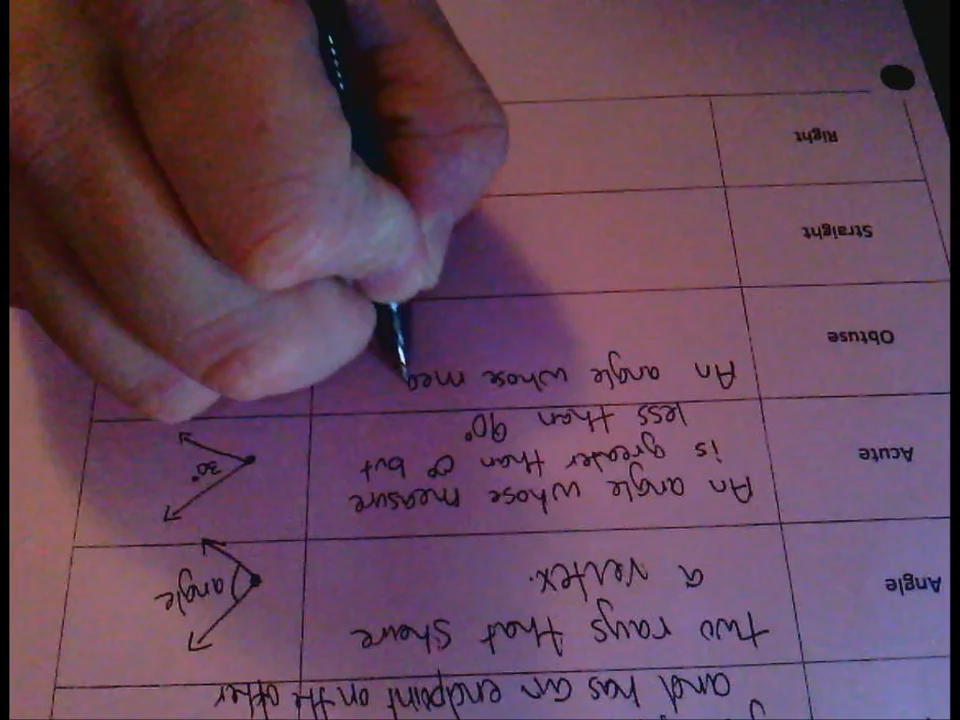 and has an endpoint on the other
Angle
two rays that share
a vertex.
angle
Acute
An angle whose measure
is greater than 0° but
less than 90°
30°
Obtuse
An angle whose mea
Straight
Right